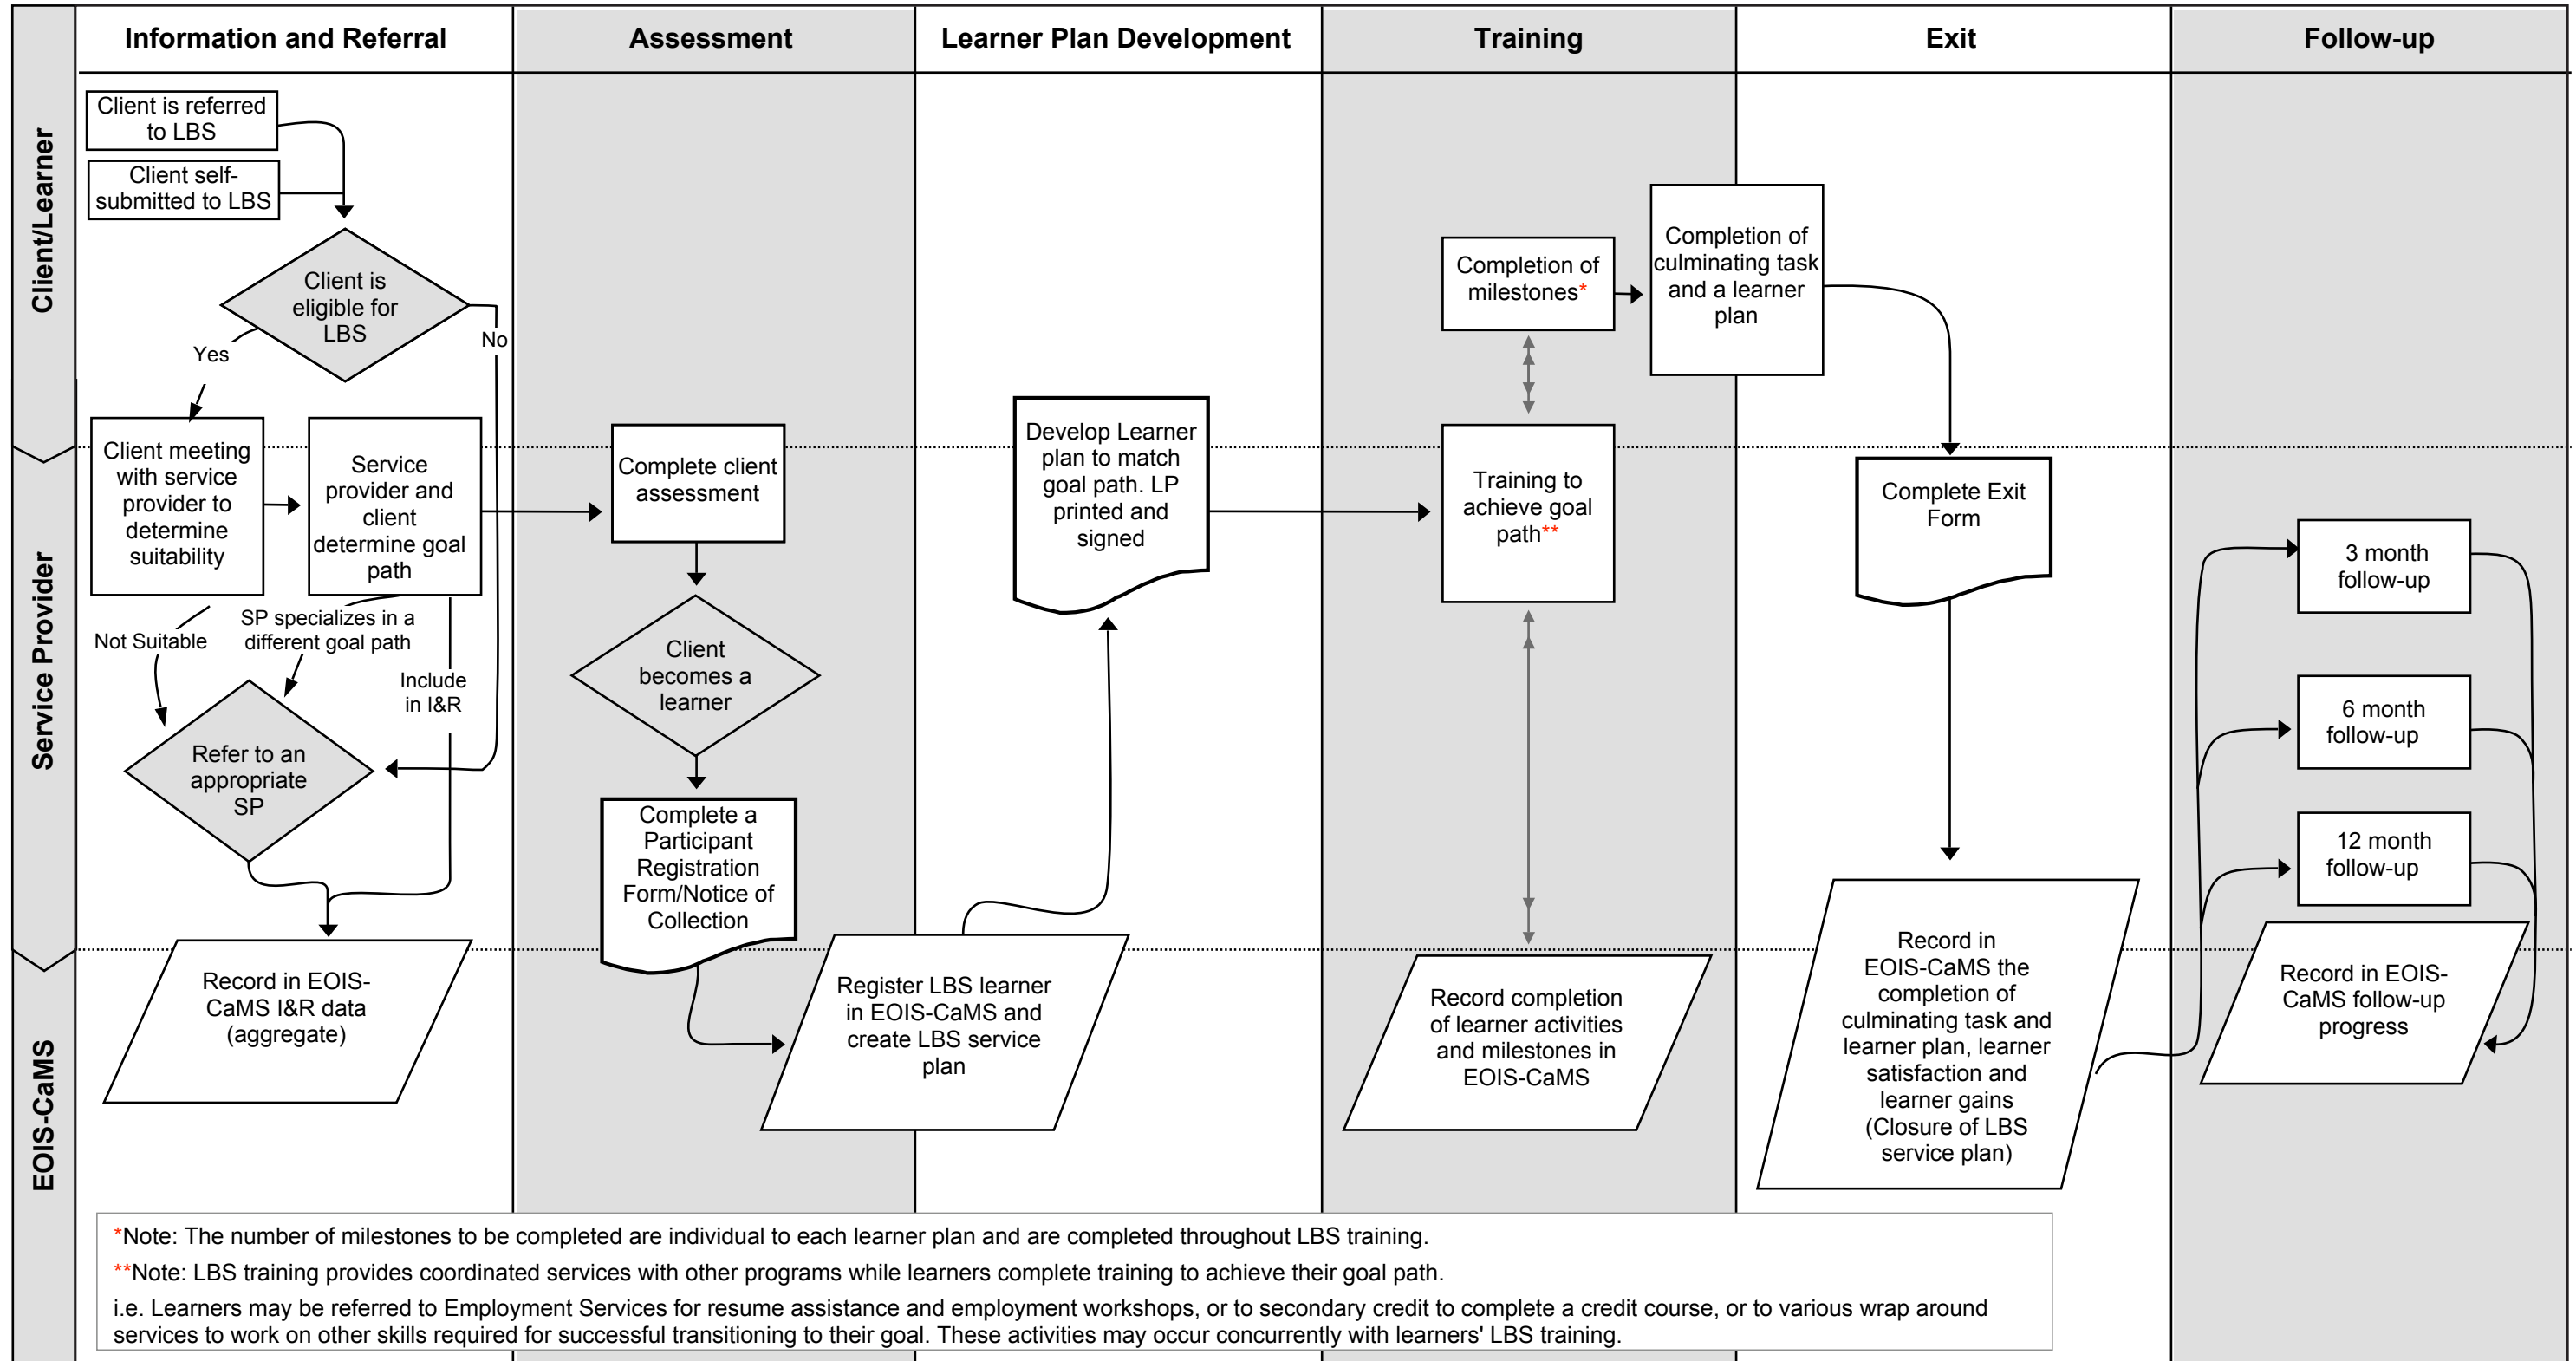 Information and Referral
Assessment
Learner Plan Development
Training
Exit
Follow-up
Client/Learner
Service Provider
EOIS-CaMS
Client is referred
to LBS
Client self-
submitted to LBS
Client is
eligible for
LBS
Yes
No
Client meeting
with service
provider to
determine
suitability
Service
provider and
client
determine goal
path
Not Suitable
SP specializes in a
different goal path
Include
in I&R
Refer to an
appropriate
SP
Record in EOIS-
CaMS I&R data
(aggregate)
Complete client
assessment
Client
becomes a
learner
Complete a
Participant
Registration
Form/Notice of
Collection
Register LBS learner
in EOIS-CaMS and
create LBS service
plan
Develop Learner
plan to match
goal path. LP
printed and
signed
Completion of
milestones*
Training to
achieve goal
path**
Record completion
of learner activities
and milestones in
EOIS-CaMS
Completion of
culminating task
and a learner
plan
Complete Exit
Form
Record in
EOIS-CaMS the
completion of
culminating task and
learner plan, learner
satisfaction and
learner gains
(Closure of LBS
service plan)
3 month
follow-up
6 month
follow-up
12 month
follow-up
Record in EOIS-
CaMS follow-up
progress
*Note: The number of milestones to be completed are individual to each learner plan and are completed throughout LBS training.
**Note: LBS training provides coordinated services with other programs while learners complete training to achieve their goal path.
i.e. Learners may be referred to Employment Services for resume assistance and employment workshops, or to secondary credit to complete a credit course, or to various wrap around
services to work on other skills required for successful transitioning to their goal. These activities may occur concurrently with learners' LBS training.